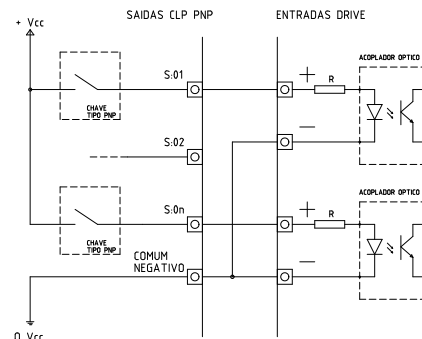 SAIDAS CLP PNP
ENTRADAS DRIVE
+ Vcc
ACOPLADOR OPTICO
S:01
+
R
CHAVE
TIPO PNP
S:02
—
ACOPLADOR OPTICO
S:0n
+
R
CHAVE
TIPO PNP
COMUM
NEGATIVO
—
0 Vcc